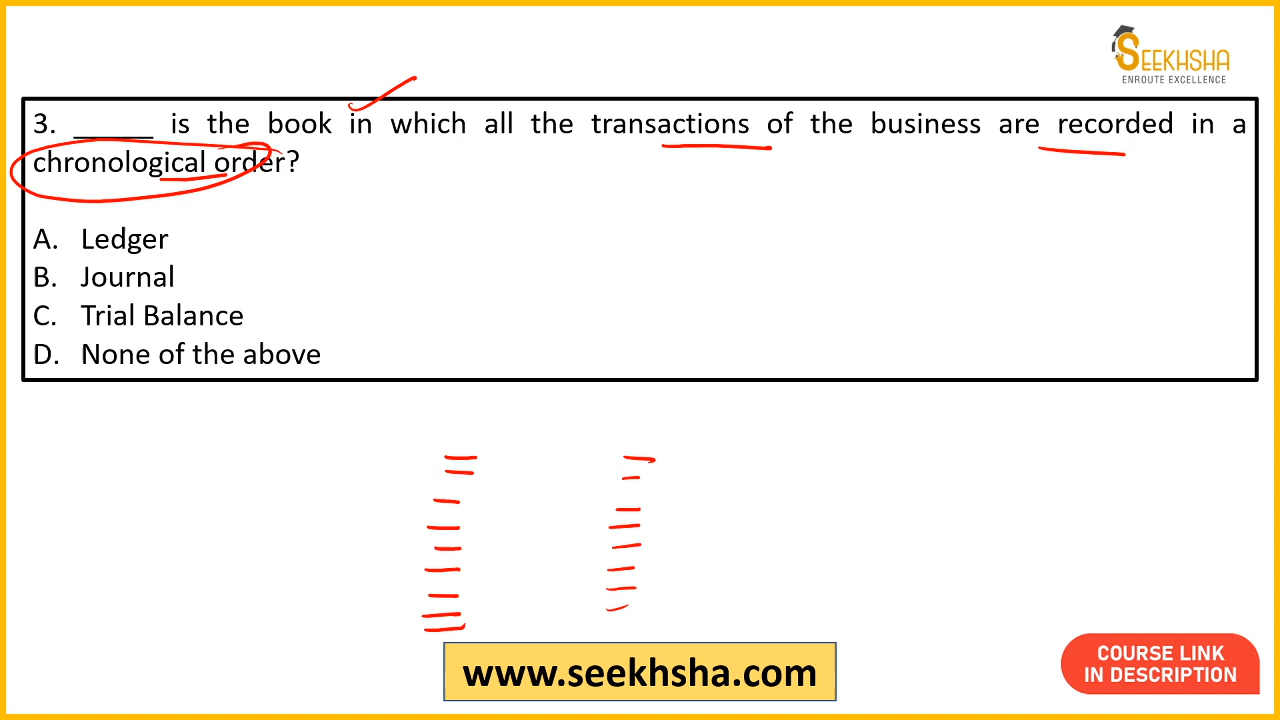 SEEKHSHA
ENROUTE EXCELLENCE
3. _____ is the book in which all the transactions of the business are recorded in a
chronological order?
A. Ledger
B. Journal
C. Trial Balance
D. None of the above
www.seekhsha.com
COURSE LINK
IN DESCRIPTION